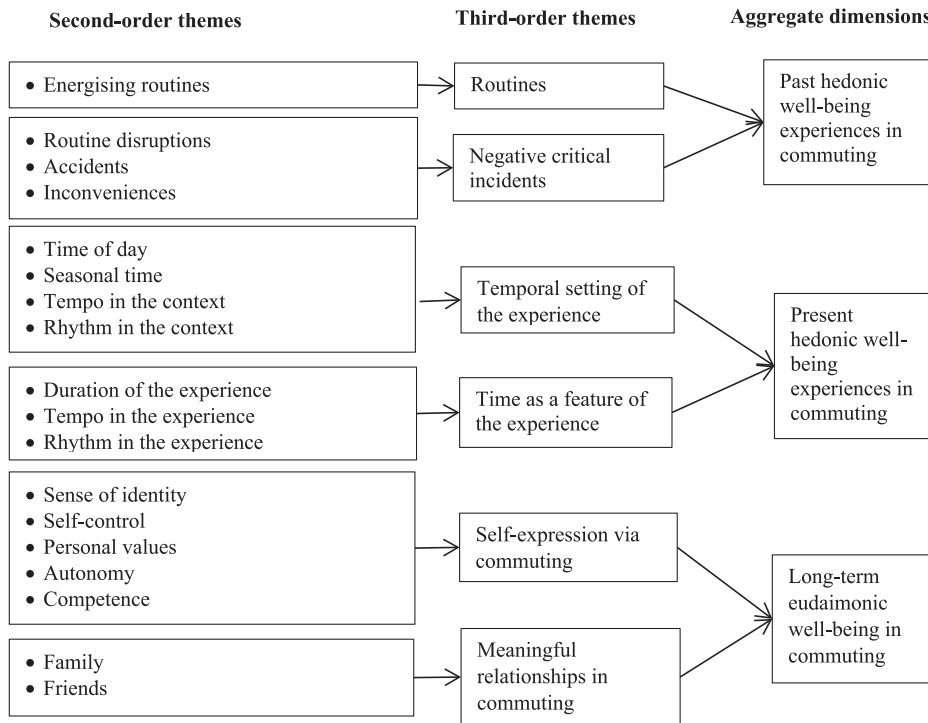 Second-order themes
Third-order themes
Aggregate dimensions
• Energising routines
Routines
Past hedonic
well-being
experiences in
commuting
• Routine disruptions
• Accidents
• Inconveniences
Negative critical
incidents
• Time of day
• Seasonal time
• Tempo in the context
• Rhythm in the context
Temporal setting of
the experience
Present
hedonic well-
being
experiences in
commuting
• Duration of the experience
• Tempo in the experience
• Rhythm in the experience
Time as a feature of
the experience
• Sense of identity
• Self-control
• Personal values
• Autonomy
• Competence
Self-expression via
commuting
Long-term
eudaimonic
well-being in
commuting
• Family
• Friends
Meaningful
relationships in
commuting